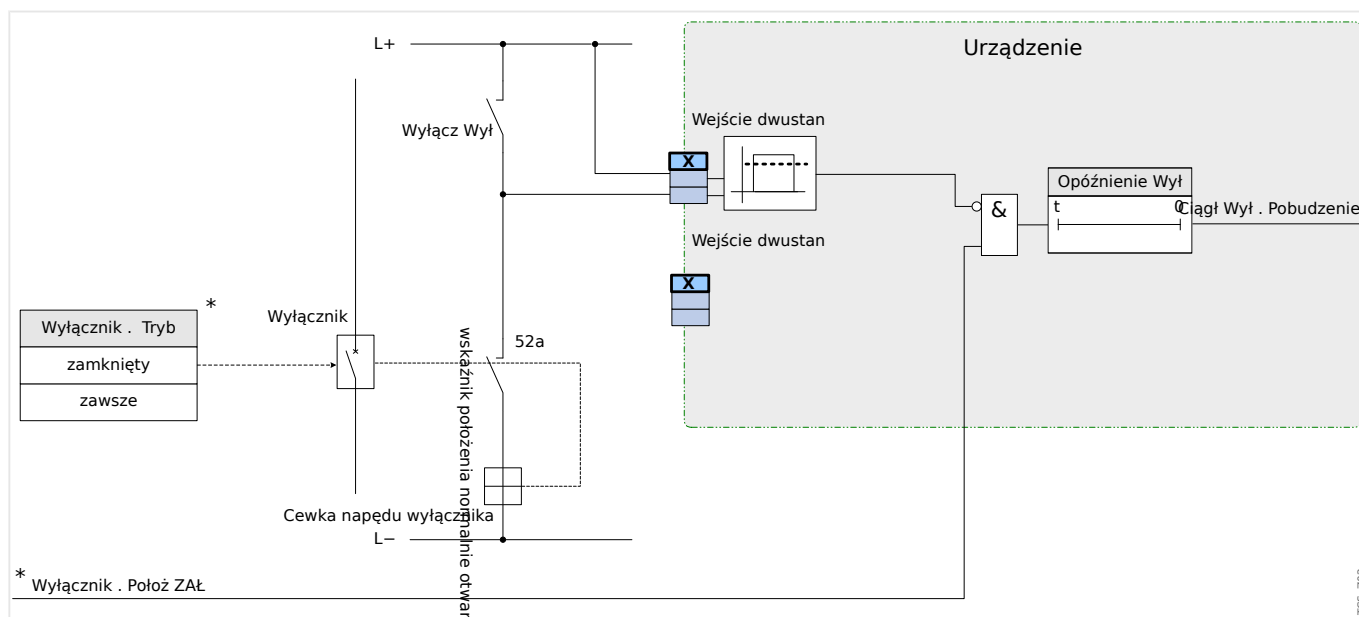 L+
Urządzenie
Wyłącz Wył
Wejście dwustan
X
Opóźnienie Wył
t
0
&
Ciągł Wył . Pobudzenie
Wejście dwustan
X
*
Wyłącznik . Tryb
zamknięty
zawsze
Wyłącznik
52a
wskaźnik położenia normalnie otwar
Cewka napędu wyłącznika
L−
* Wyłącznik . Położ ZAŁ